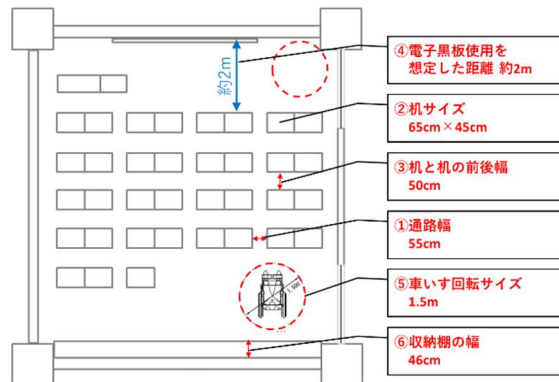 約2m
④電子黒板使用を
想定した距離 約2m
②机サイズ
65cm×45cm
③机と机の前後幅
50cm
①通路幅
55cm
1,500
⑤車いす回転サイズ
1.5m
⑥収納棚の幅
46cm